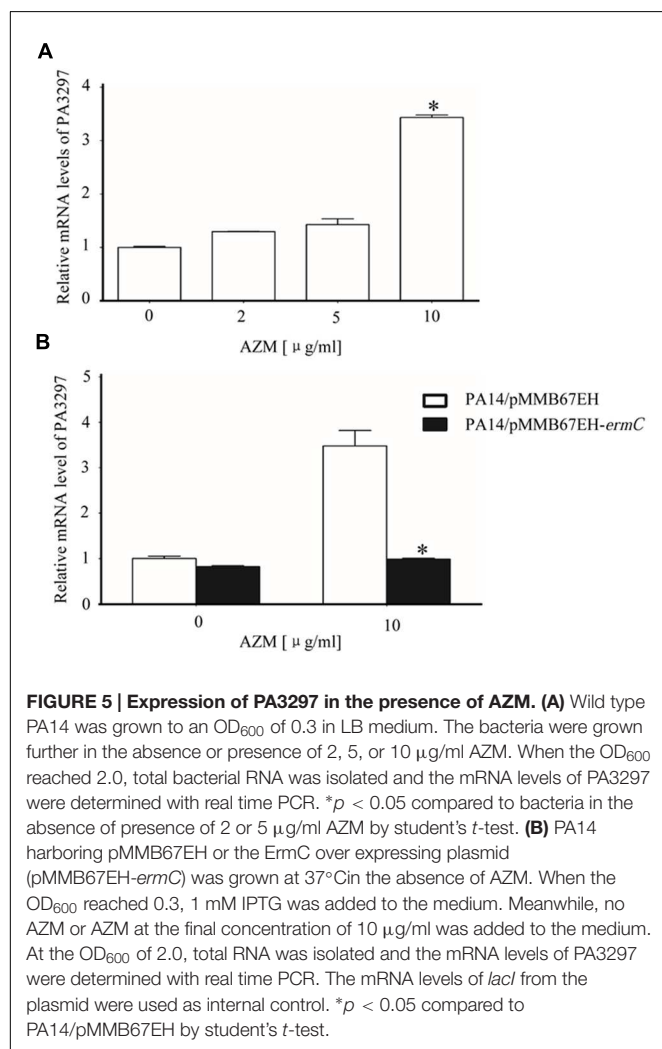 A
Relative mRNA levels of PA3297
4
3
2
1
0
*
0 2 5 10
AZM [ μ g/ml]
B
Relative mRNA level of PA3297
5
4
3
2
1
0
PA14/pMMB67EH
PA14/pMMB67EH-ermC
*
0 10
AZM [ μ g/ml]
FIGURE 5 | Expression of PA3297 in the presence of AZM. (A) Wild type
PA14 was grown to an OD600 of 0.3 in LB medium. The bacteria were grown
further in the absence or presence of 2, 5, or 10 μg/ml AZM. When the OD600
reached 2.0, total bacterial RNA was isolated and the mRNA levels of PA3297
were determined with real time PCR. *p < 0.05 compared to bacteria in the
absence of presence of 2 or 5 μg/ml AZM by student's t-test. (B) PA14
harboring pMMB67EH or the ErmC over expressing plasmid
(pMMB67EH-ermC) was grown at 37°Cin the absence of AZM. When the
OD600 reached 0.3, 1 mM IPTG was added to the medium. Meanwhile, no
AZM or AZM at the final concentration of 10 μg/ml was added to the medium.
At the OD600 of 2.0, total RNA was isolated and the mRNA levels of PA3297
were determined with real time PCR. The mRNA levels of lacI from the
plasmid were used as internal control. *p < 0.05 compared to
PA14/pMMB67EH by student's t-test.